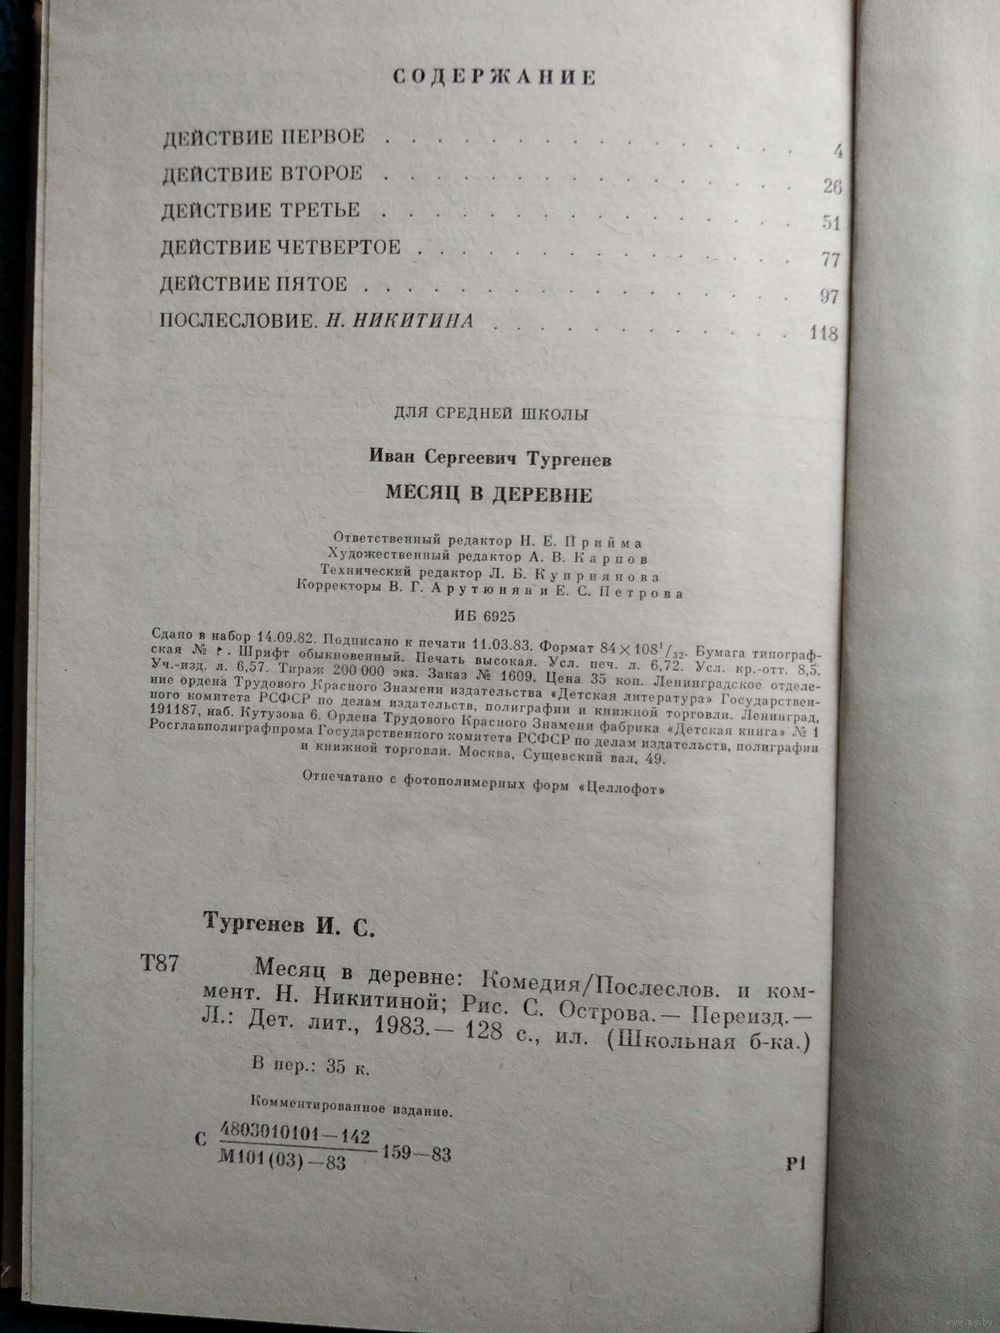 СОДЕРЖАНИЕ
ДЕЙСТВИЕ ПЕРВОЕ . . . . . . . . . . . . . . . . 4
ДЕЙСТВИЕ ВТОРОЕ . . . . . . . . . . . . . . . . 26
ДЕЙСТВИЕ ТРЕТЬЕ . . . . . . . . . . . . . . . . 51
ДЕЙСТВИЕ ЧЕТВЕРТОЕ . . . . . . . . . . . . . . 77
ДЕЙСТВИЕ ПЯТОЕ . . . . . . . . . . . . . . . . 97
ПОСЛЕСЛОВИЕ. Н. НИКИТИНА . . . . . . . . . . . 118
ДЛЯ СРЕДНЕЙ ШКОЛЫ
Иван Сергеевич Тургенев
МЕСЯЦ В ДЕРЕВНЕ
Ответственный редактор Н. Е. Прийма
Художественный редактор А. В. Карпов
Технический редактор Л. Б. Куприянова
Корректоры В. Г. Арутюнян и Е. С. Петрова
ИБ 6925
Сдано в набор 14.09.82. Подписано к печати 11.03.83. Формат 84×108¹/₃₂. Бумага типограф-
ская № 1. Шрифт обыкновенный. Печать высокая. Усл. печ. л. 6,72. Усл. кр.-отт. 8,5.
Уч.-изд. л. 6,57. Тираж 200 000 экз. Заказ № 1609. Цена 35 коп. Ленинградское отделе-
ние ордена Трудового Красного Знамени издательства «Детская литература» Государствен-
ного комитета РСФСР по делам издательств, полиграфии и книжной торговли. Ленинград,
191187, наб. Кутузова 6. Ордена Трудового Красного Знамени фабрика «Детская книга» № 1
Росглавполиграфпрома Государственного комитета РСФСР по делам издательств, полиграфии
и книжной торговли. Москва, Сущевский вал, 49.
Отпечатано с фотополимерных форм «Целлофот»
Тургенев И. С.
Т87 Месяц в деревне: Комедия/Послеслов. и ком-
мент. Н. Никитиной; Рис. С. Острова.— Переизд.—
Л.: Дет. лит., 1983.— 128 с., ил. (Школьная б-ка.)
В пер.: 35 к.
Комментированное издание.
С 4803010101—142
М101(03)—83 159—83
Р1
www.ay.by